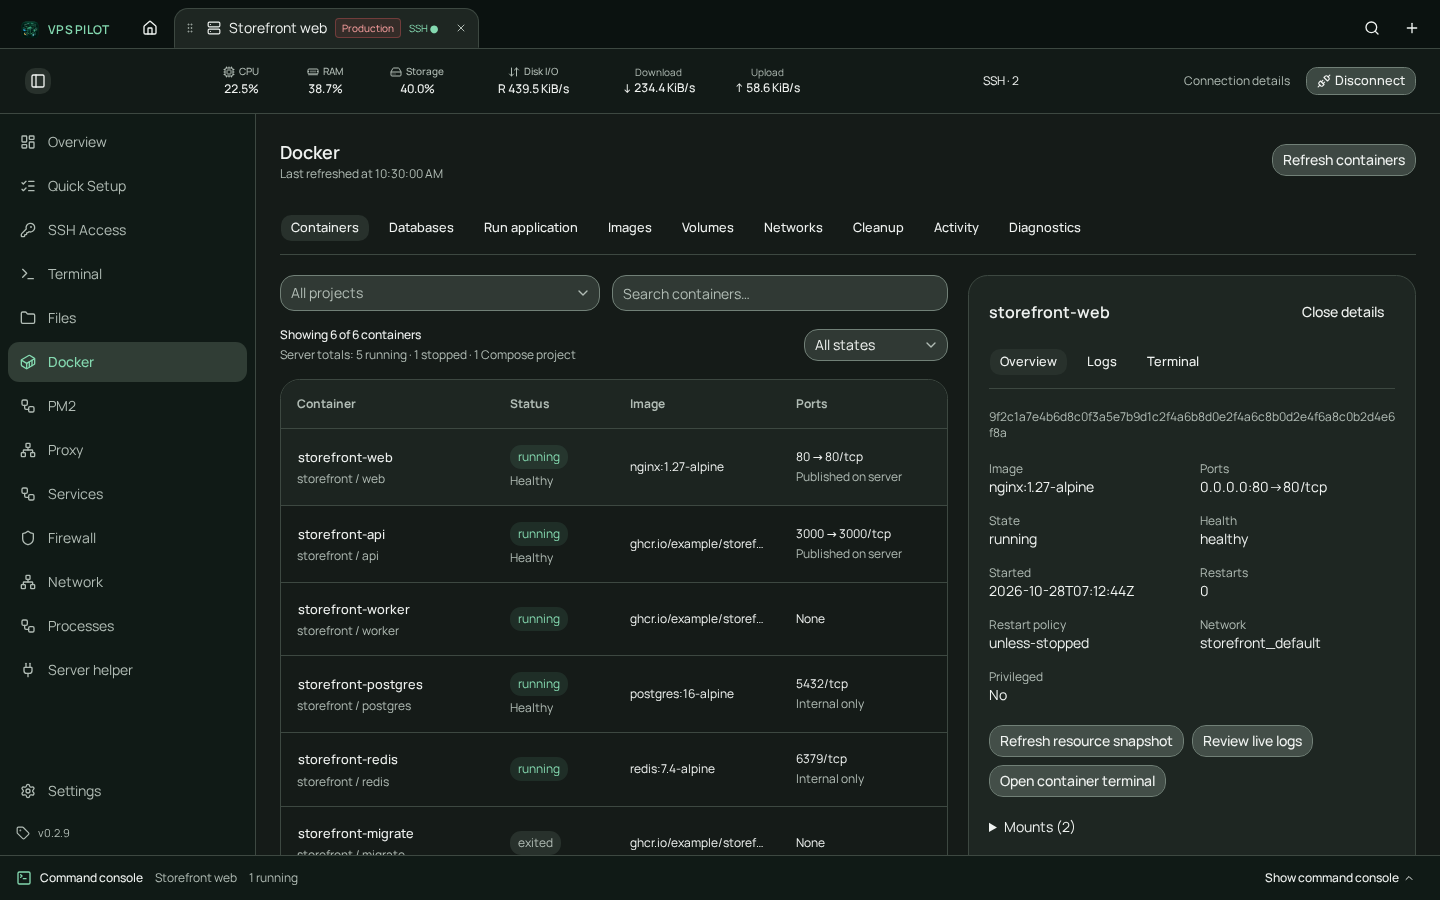 VPS PILOT
Storefront web
Production
SSH
CPU
22.5%
RAM
38.7%
Storage
40.0%
Disk I/O
R 439.5 KiB/s
Download
↓ 234.4 KiB/s
Upload
↑ 58.6 KiB/s
SSH · 2
Connection details
Disconnect
Overview
Quick Setup
SSH Access
Terminal
Files
Docker
PM2
Proxy
Services
Firewall
Network
Processes
Server helper
Settings
v0.2.9
Docker
Last refreshed at 10:30:00 AM
Refresh containers
Containers
Databases
Run application
Images
Volumes
Networks
Cleanup
Activity
Diagnostics
All projects
Search containers…
Showing 6 of 6 containers
Server totals: 5 running · 1 stopped · 1 Compose project
All states
Container
Status
Image
Ports
storefront-web
storefront / web
running
Healthy
nginx:1.27-alpine
80 → 80/tcp
Published on server
storefront-api
storefront / api
running
Healthy
ghcr.io/example/storef…
3000 → 3000/tcp
Published on server
storefront-worker
storefront / worker
running
ghcr.io/example/storef…
None
storefront-postgres
storefront / postgres
running
Healthy
postgres:16-alpine
5432/tcp
Internal only
storefront-redis
storefront / redis
running
redis:7.4-alpine
6379/tcp
Internal only
storefront-migrate
storefront / migrate
exited
ghcr.io/example/storef…
None
storefront-web
Close details
Overview
Logs
Terminal
9f2c1a7e4b6d8c0f3a5e7b9d1c2f4a6b8d0e2f4a6c8b0d2e4f6a8c0b2d4e6
f8a
Image
nginx:1.27-alpine
Ports
0.0.0.0:80→80/tcp
State
running
Health
healthy
Started
2026-10-28T07:12:44Z
Restarts
0
Restart policy
unless-stopped
Network
storefront_default
Privileged
No
Refresh resource snapshot
Review live logs
Open container terminal
Mounts (2)
Command console
Storefront web
1 running
Show command console